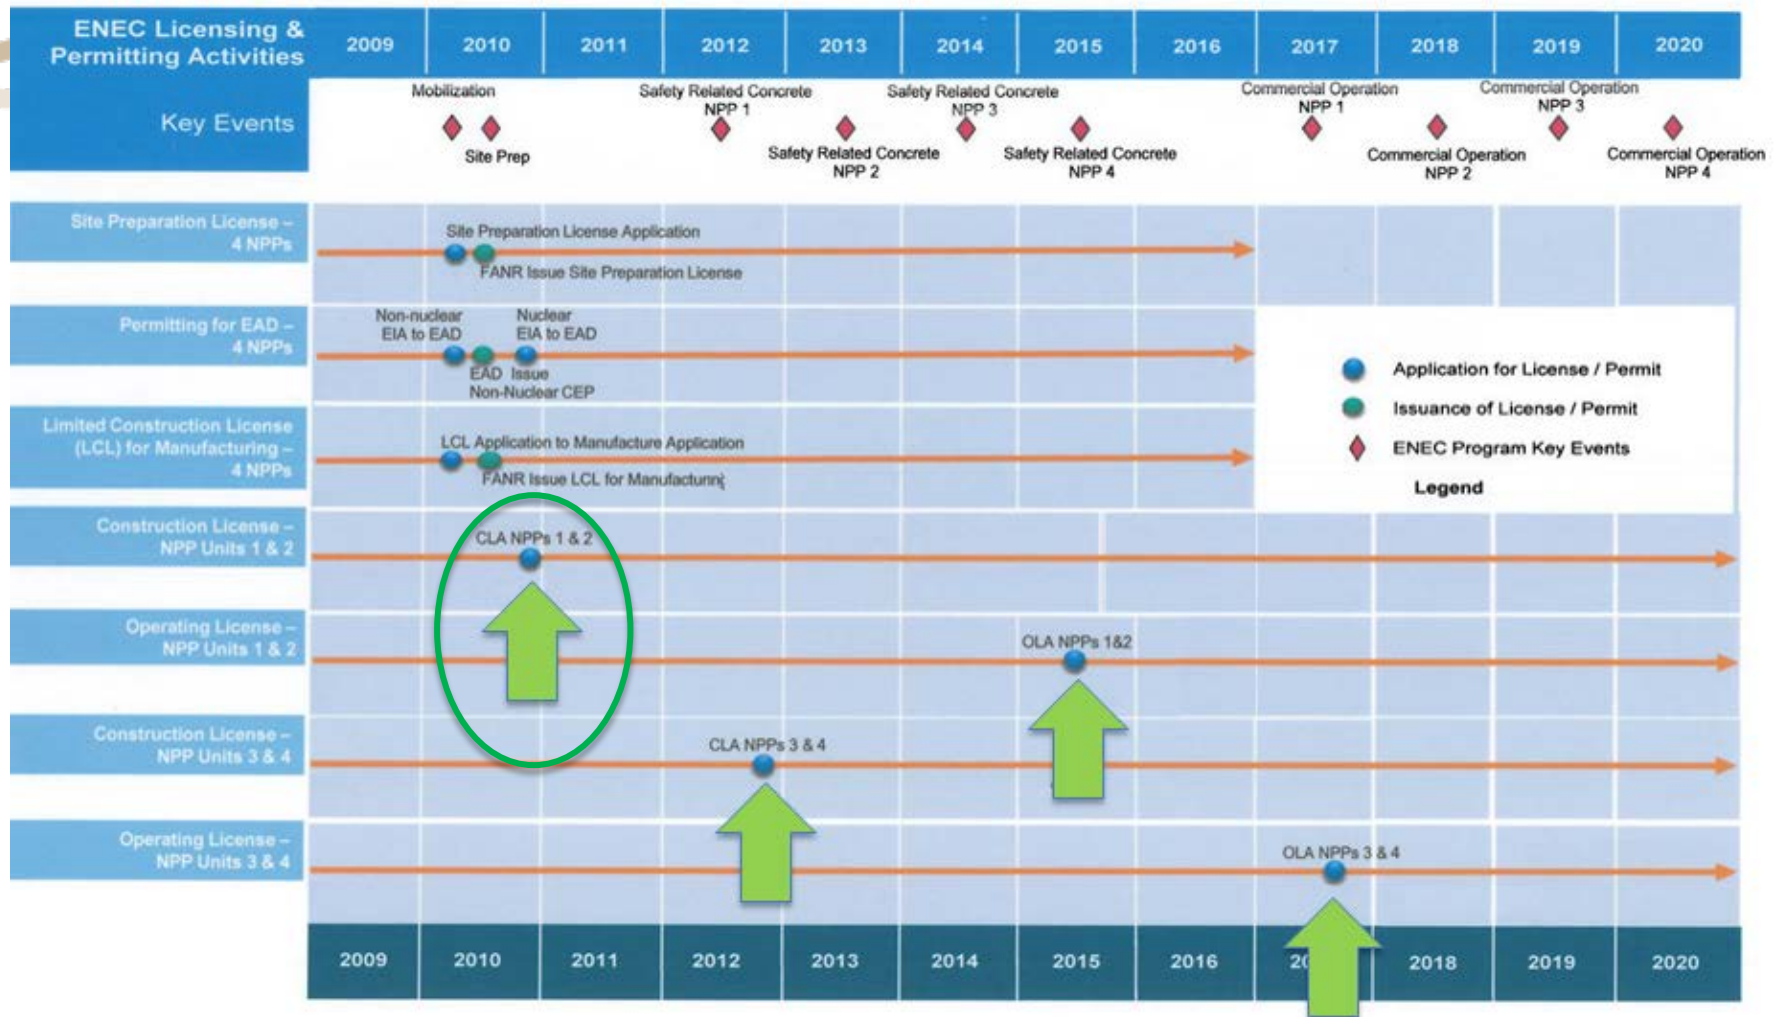 ENEC Licensing &
Permitting Activities
2009 2010 2011 2012 2013 2014 2015 2016 2017 2018 2019 2020
Key Events
Mobilization
Site Prep
Safety Related Concrete
NPP 1
Safety Related Concrete
NPP 2
Safety Related Concrete
NPP 3
Safety Related Concrete
NPP 4
Commercial Operation
NPP 1
Commercial Operation
NPP 2
Commercial Operation
NPP 3
Commercial Operation
NPP 4
Site Preparation License –
4 NPPs
Site Preparation License Application
FANR Issue Site Preparation License
Permitting for EAD –
4 NPPs
Non-nuclear
EIA to EAD
Nuclear
EIA to EAD
EAD Issue
Non-Nuclear CEP
Limited Construction License
(LCL) for Manufacturing –
4 NPPs
LCL Application to Manufacture Application
FANR Issue LCL for Manufacturing
Application for License / Permit
Issuance of License / Permit
ENEC Program Key Events
Legend
Construction License –
NPP Units 1 & 2
CLA NPPs 1 & 2
Operating License –
NPP Units 1 & 2
OLA NPPs 1&2
Construction License –
NPP Units 3 & 4
CLA NPPs 3 & 4
Operating License –
NPP Units 3 & 4
OLA NPPs 3 & 4
2009 2010 2011 2012 2013 2014 2015 2016 20 2018 2019 2020